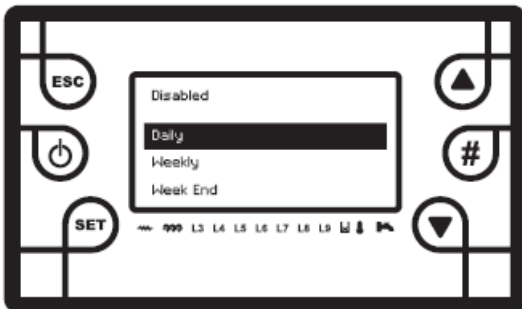 ESC
Disabled
Daily
Weekly
Week End
#
SET
L3 L4 L5 L6 L7 L8 L9